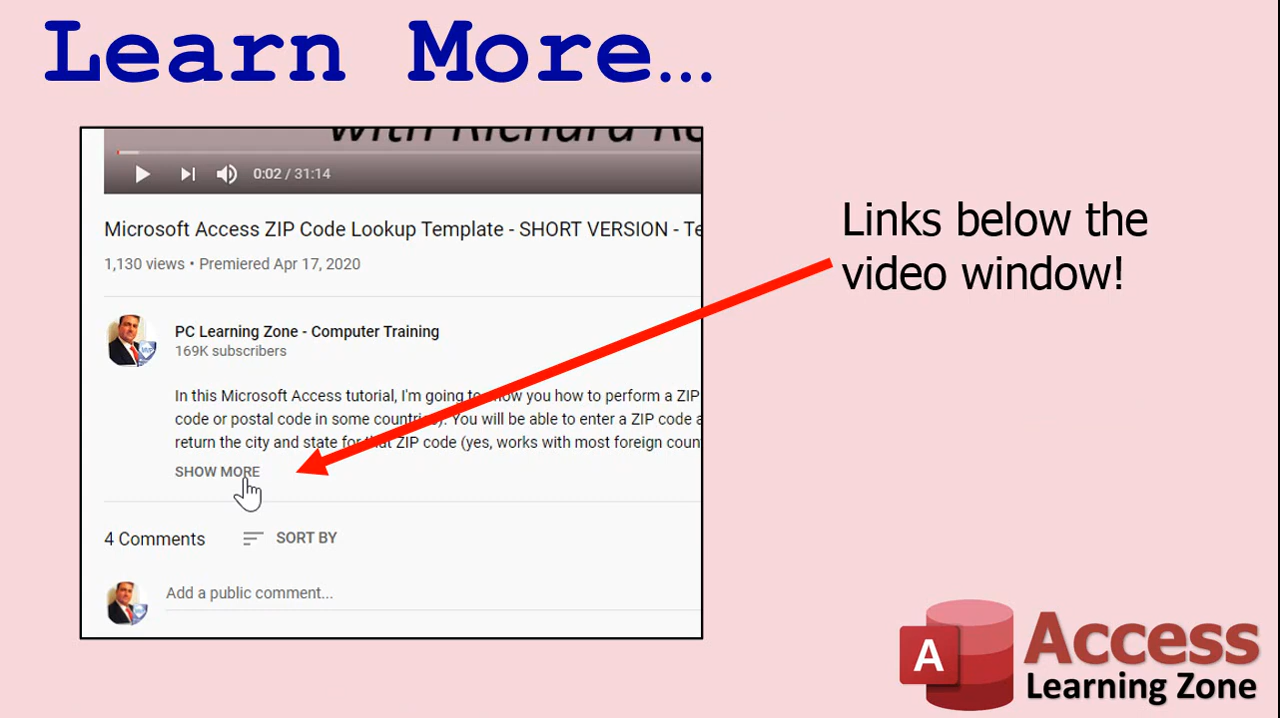 Learn More...
with Richard
0:02 / 31:14
Microsoft Access ZIP Code Lookup Template - SHORT VERSION - Te
1,130 views • Premiered Apr 17, 2020
PC Learning Zone - Computer Training
169K subscribers
In this Microsoft Access tutorial, I'm going to show you how to perform a ZIP
code or postal code in some countries). You will be able to enter a ZIP code a
return the city and state for that ZIP code (yes, works with most foreign coun
SHOW MORE
4 Comments
SORT BY
Add a public comment...
Links below the
video window!
A
Access
Learning Zone